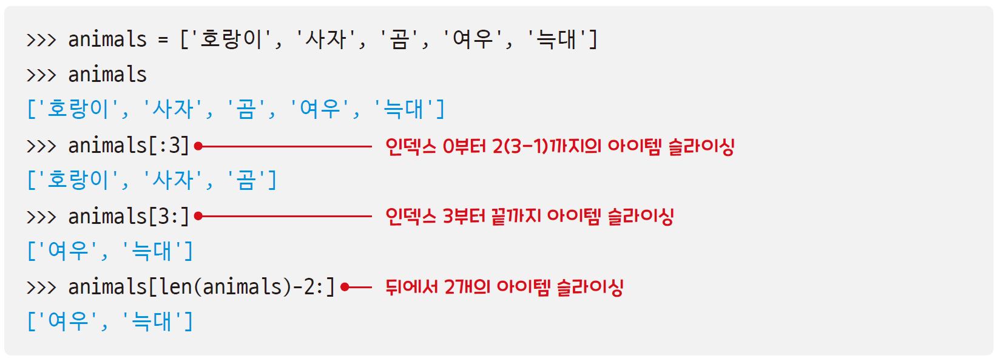 >>> animals = ['호랑이', '사자', '곰', '여우', '늑대']
>>> animals
['호랑이', '사자', '곰', '여우', '늑대']
>>> animals[:3] 인덱스 0부터 2(3-1)까지의 아이템 슬라이싱
['호랑이', '사자', '곰']
>>> animals[3:] 인덱스 3부터 끝까지 아이템 슬라이싱
['여우', '늑대']
>>> animals[len(animals)-2:] 뒤에서 2개의 아이템 슬라이싱
['여우', '늑대']